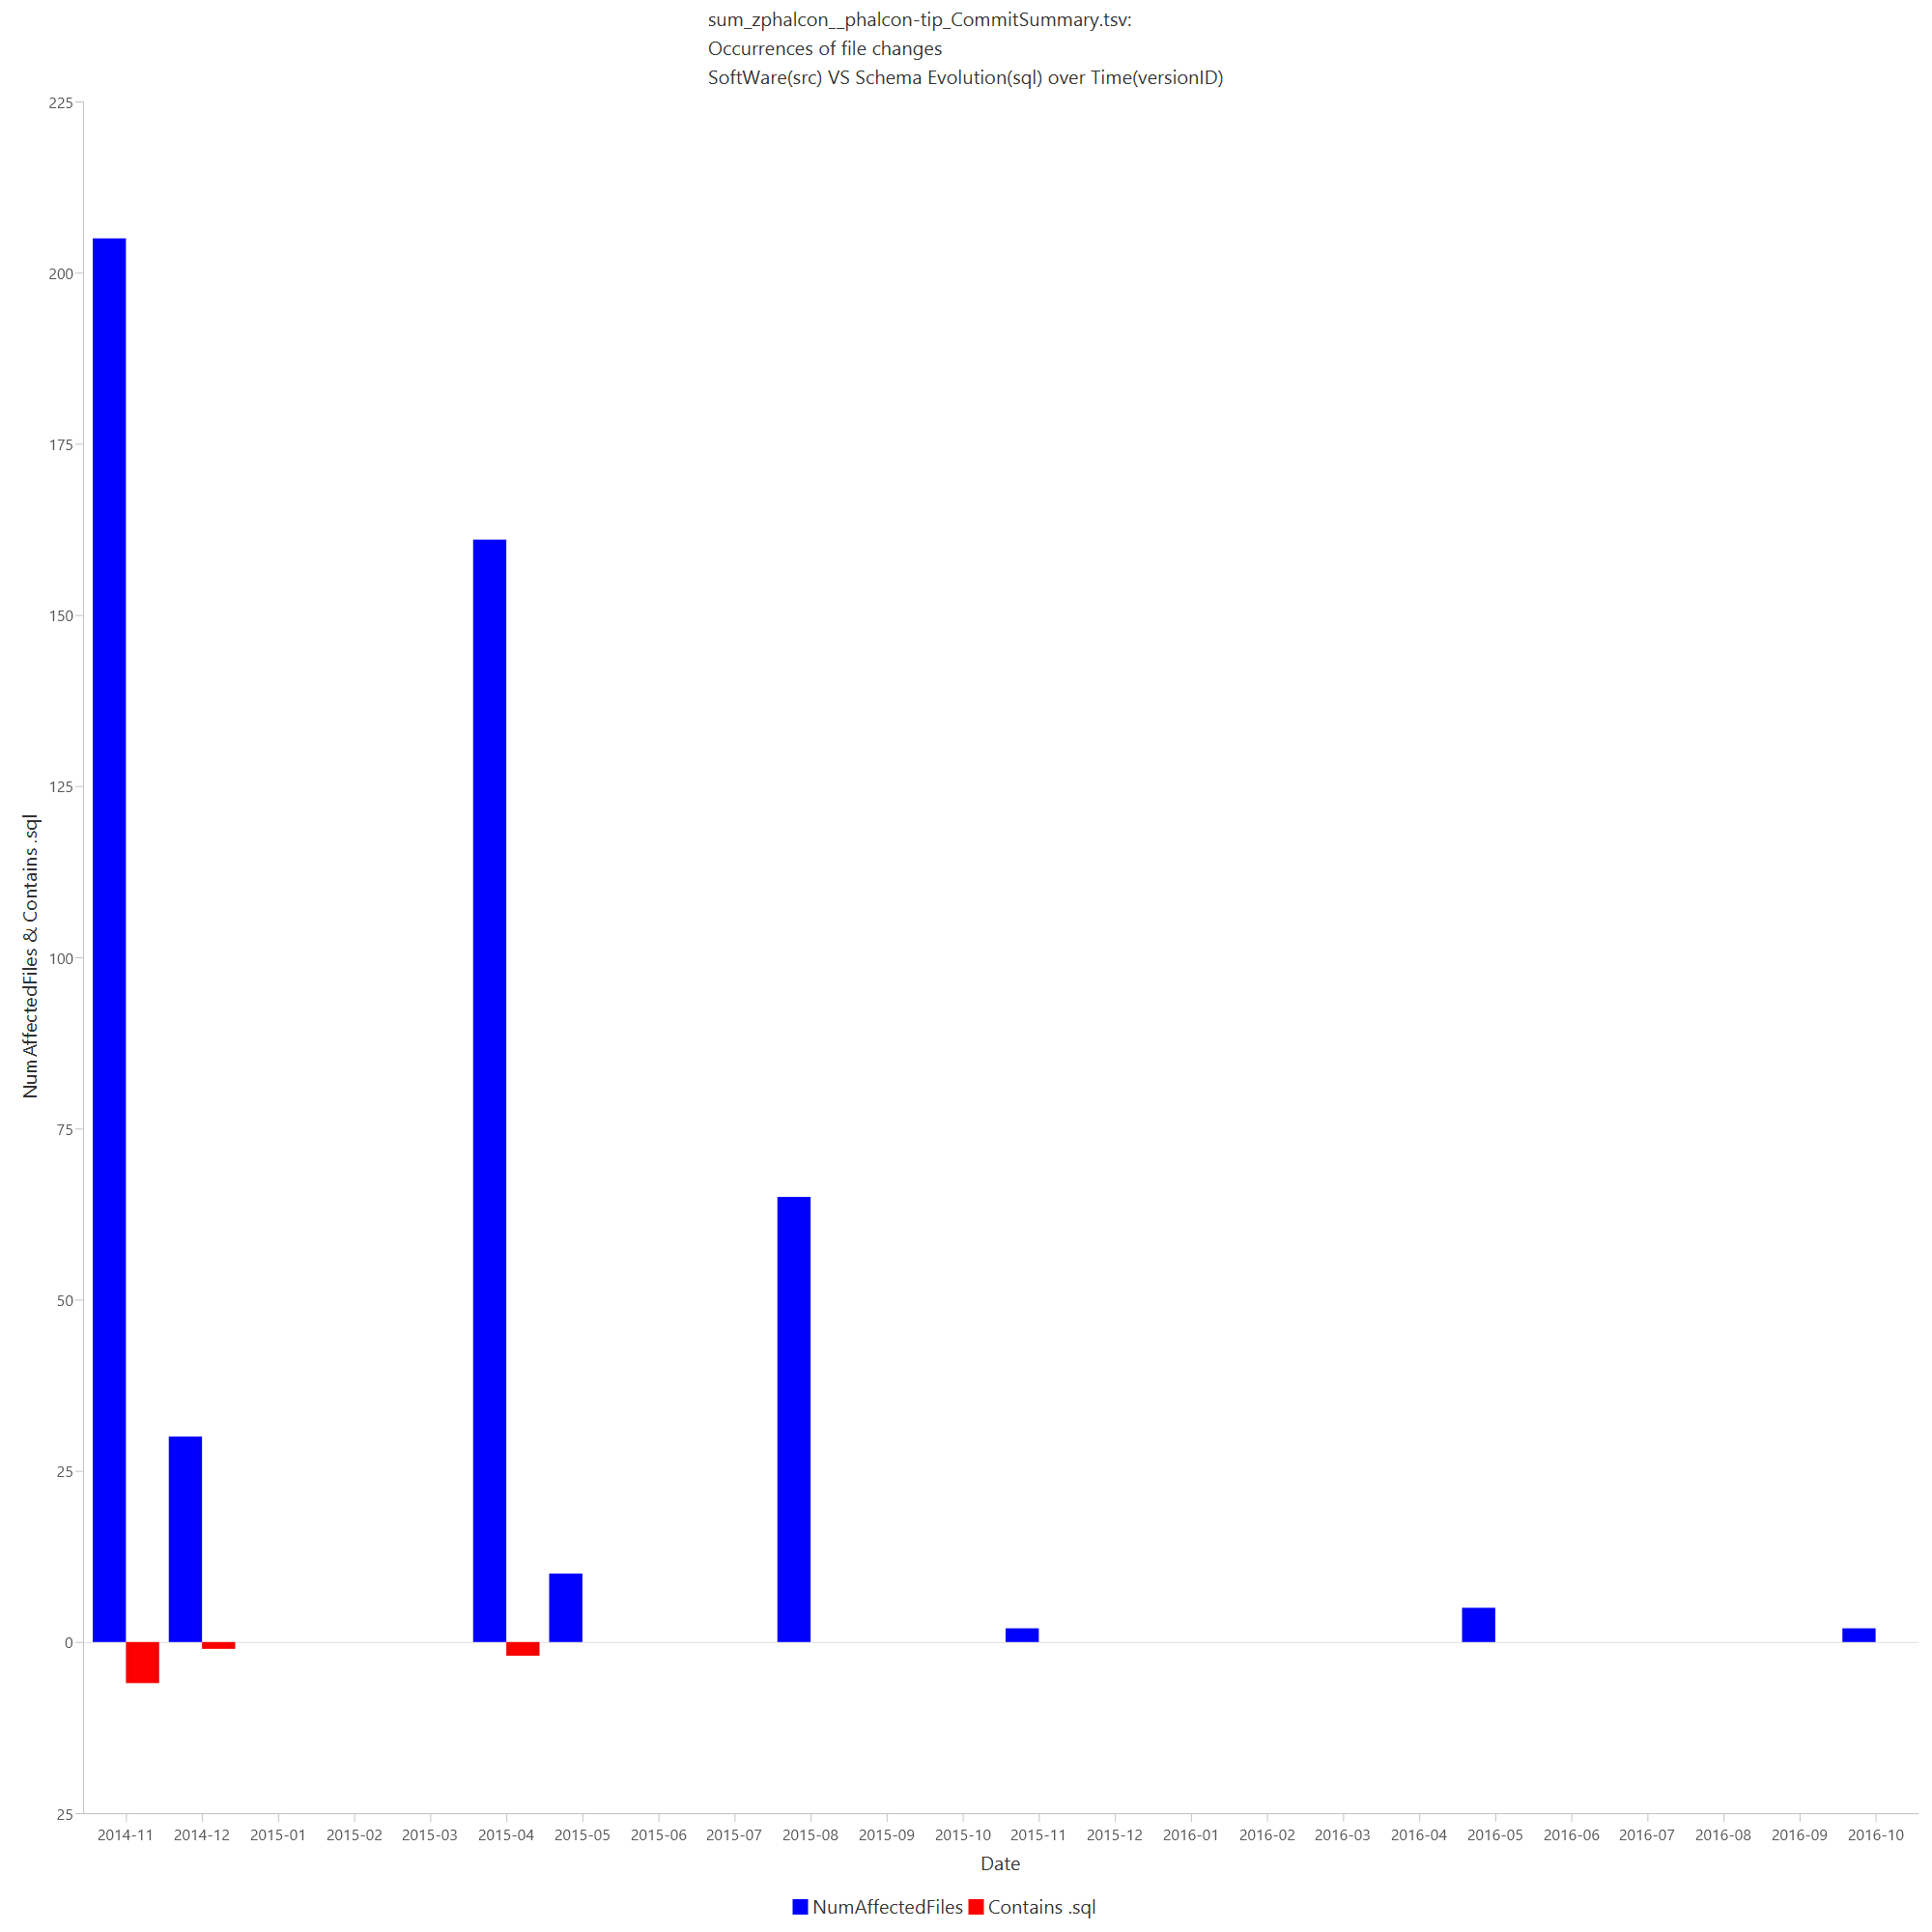 sum_zphalcon__phalcon-tip_CommitSummary.tsv:
Occurrences of file changes
SoftWare(src) VS Schema Evolution(sql) over Time(versionID)
225
200
175
150
125
100
75
50
25
0
25
NumAffectedFiles & Contains .sql
2014-11 2014-12 2015-01 2015-02 2015-03 2015-04 2015-05 2015-06 2015-07 2015-08 2015-09 2015-10 2015-11 2015-12 2016-01 2016-02 2016-03 2016-04 2016-05 2016-06 2016-07 2016-08 2016-09 2016-10
Date
NumAffectedFiles Contains .sql